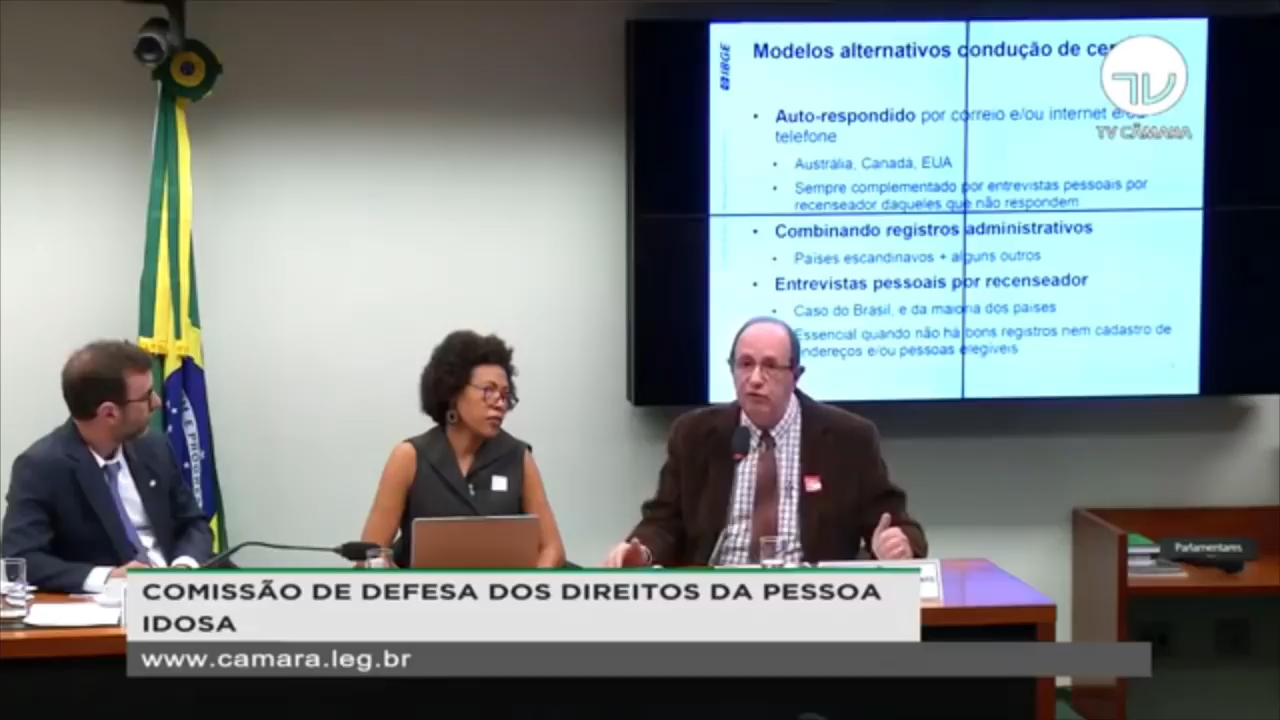 IBGE
Modelos alternativos condução de
TV CÂMARA
Auto-respondido por correio e/ou internet
telefone
Austrália, Canadá, EUA
Sempre complementado por entrevistas pessoais por
recenseador daqueles que não respondem
Combinando registros administrativos
Países escandinavos + alguns outros
Entrevistas pessoais por recenseador
Caso do Brasil, e da maioria dos países
Essencial quando não há bons registros nem cadastro de
endereços e/ou pessoas elegíveis
Parlamentares
COMISSÃO DE DEFESA DOS DIREITOS DA PESSOA
IDOSA
www.camara.leg.br